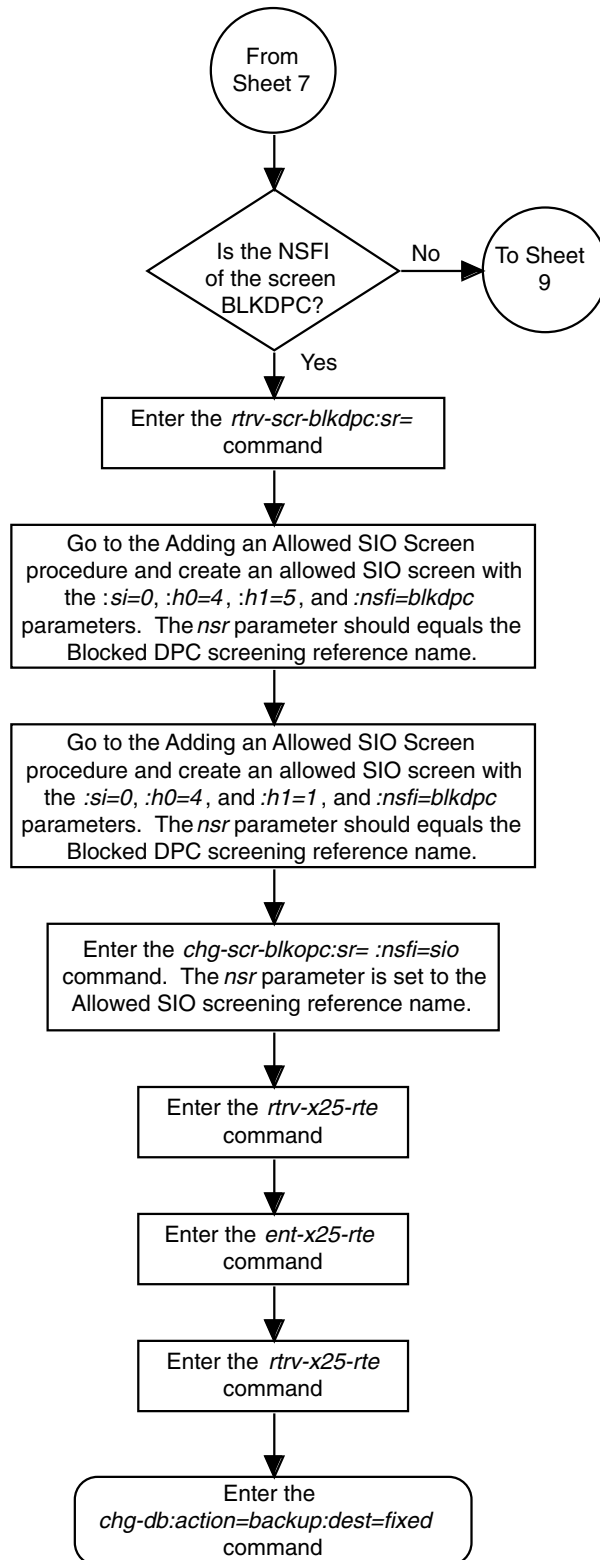 From
Sheet 7
Is the NSFI
of the screen
BLKDPC?
No
To Sheet
9
Yes
Enter the rtrv-scr-blkdpc:sr=
command
Go to the Adding an Allowed SIO Screen
procedure and create an allowed SIO screen with
the :si=0, :h0=4, :h1=5, and :nsfi=blkdpc
parameters. The nsr parameter should equals the
Blocked DPC screening reference name.
Go to the Adding an Allowed SIO Screen
procedure and create an allowed SIO screen with
the :si=0, :h0=4, and :h1=1, and :nsfi=blkdpc
parameters. The nsr parameter should equals the
Blocked DPC screening reference name.
Enter the chg-scr-blkopc:sr= :nsfi=sio
command. The nsr parameter is set to the
Allowed SIO screening reference name.
Enter the rtrv-x25-rte
command
Enter the ent-x25-rte
command
Enter the rtrv-x25-rte
command
Enter the
chg-db:action=backup:dest=fixed
command